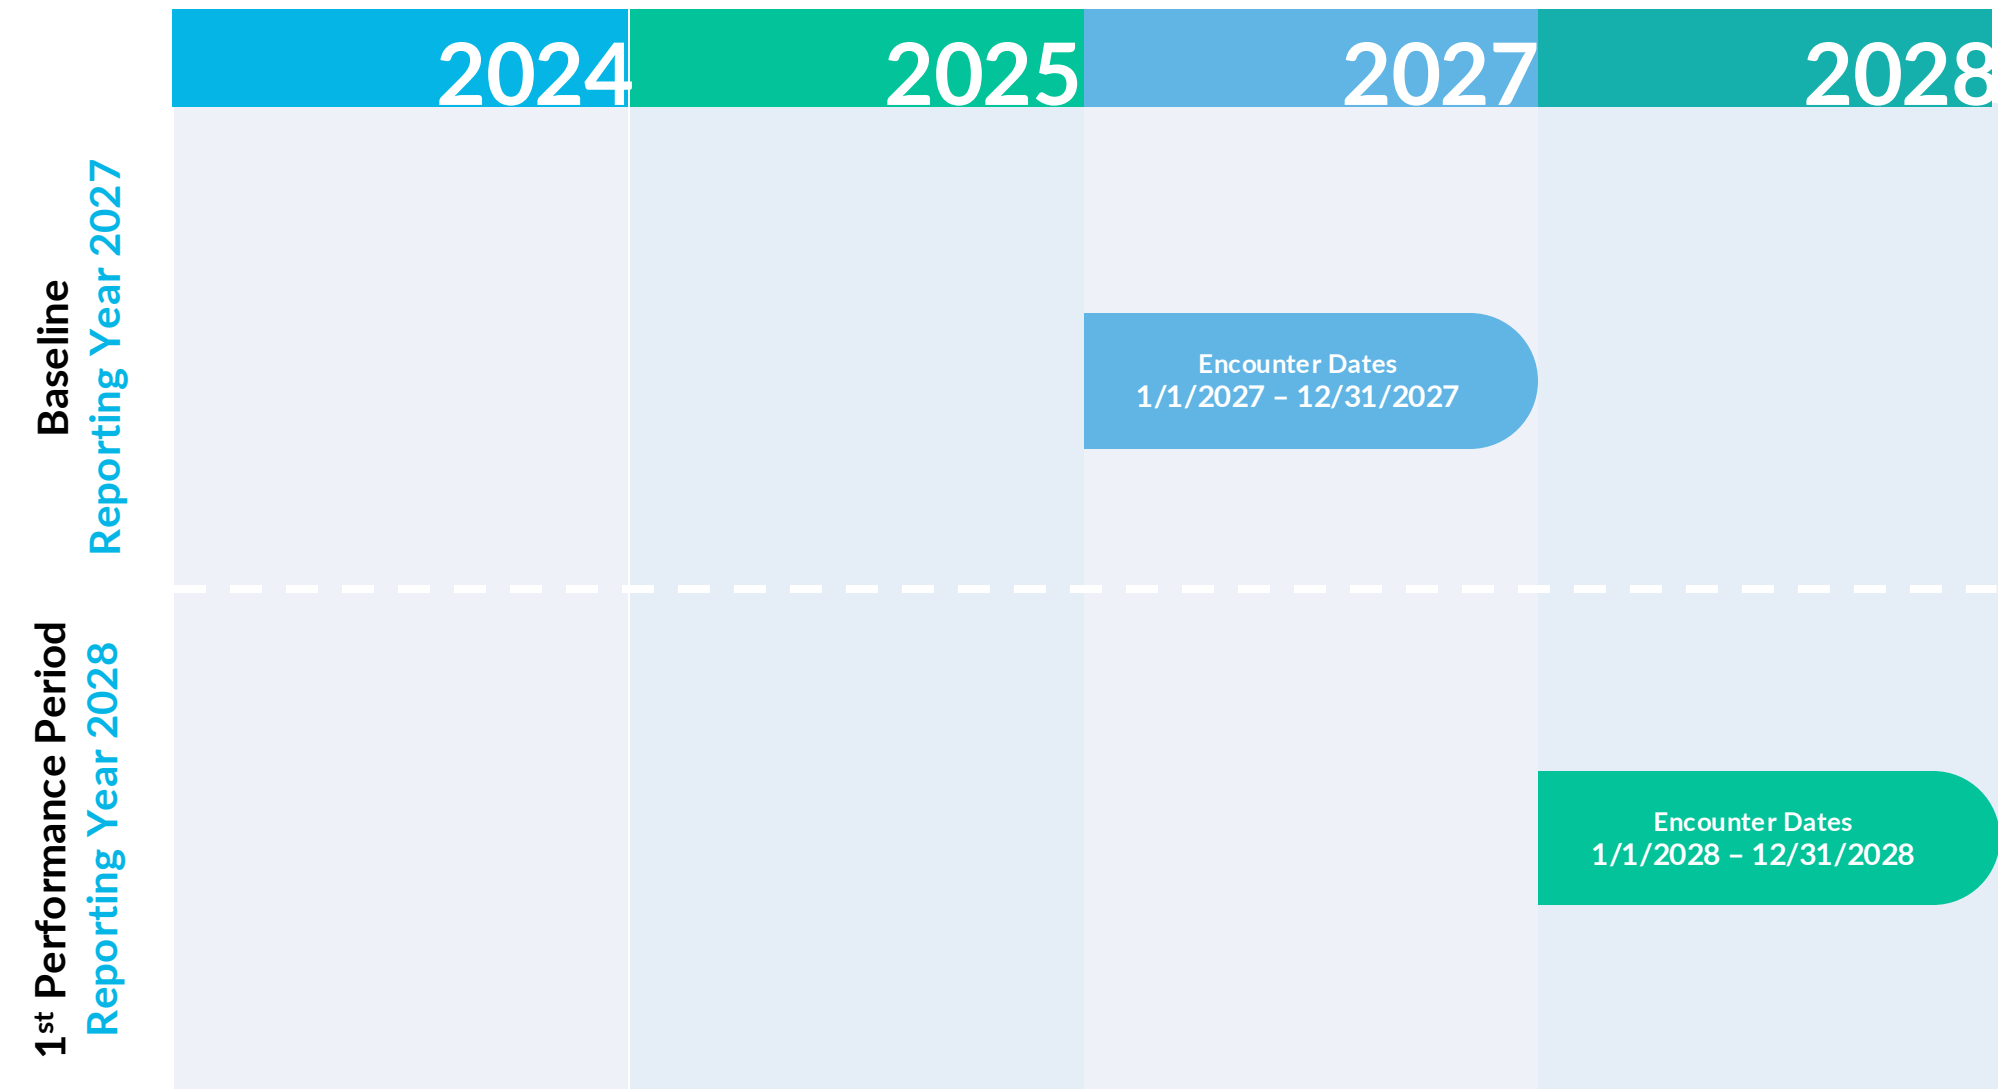 2024 2025 2027 2028
Baseline
Reporting Year 2027
Encounter Dates
1/1/2027 – 12/31/2027
1st Performance Period
Reporting Year 2028
Encounter Dates
1/1/2028 – 12/31/2028